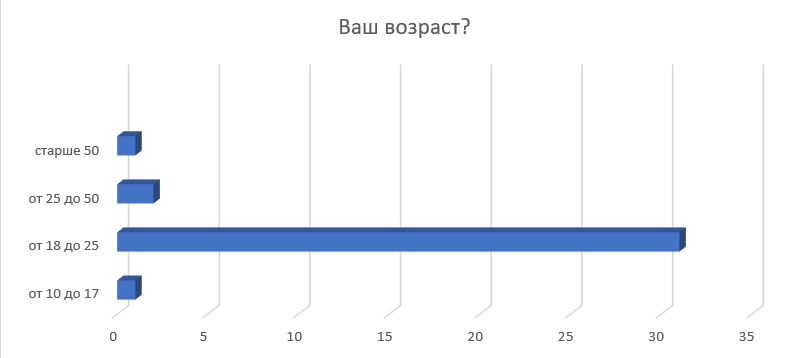 Ваш возраст?
старше 50
от 25 до 50
от 18 до 25
от 10 до 17
0 5 10 15 20 25 30 35